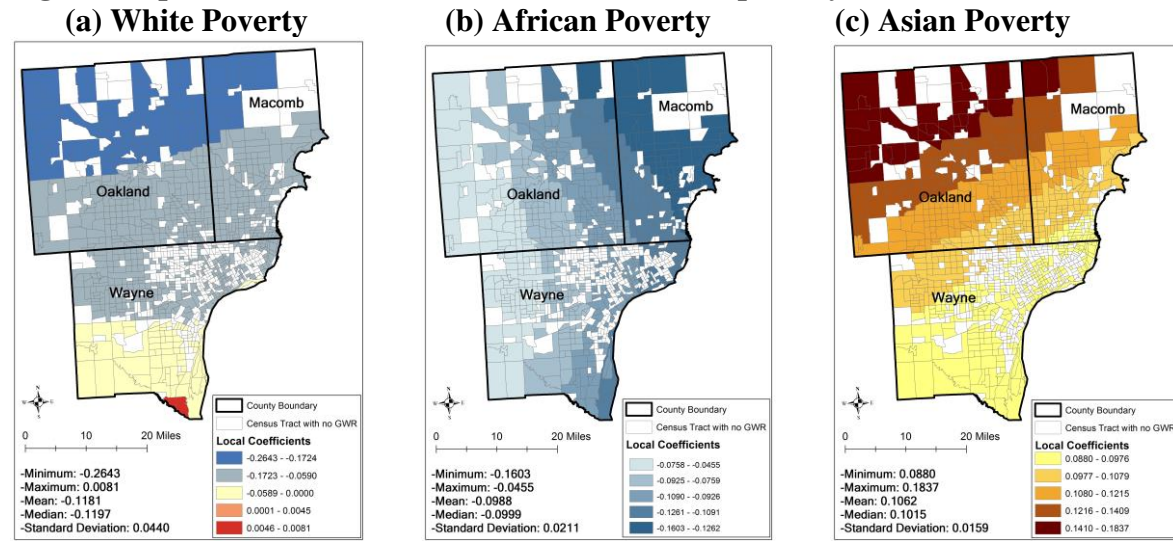 (a) White Poverty
(b) African Poverty
(c) Asian Poverty
Macomb
Oakland
Wayne
N
W
E
S
0 10 20 Miles
County Boundary
Census Tract with no GWR
Local Coefficients
-0.2643 - -0.1724
-0.1723 - -0.0590
-0.0589 - 0.0000
0.0001 - 0.0045
0.0046 - 0.0081
-Minimum: -0.2643
-Maximum: 0.0081
-Mean: -0.1181
-Median: -0.1197
-Standard Deviation: 0.0440
Macomb
Oakland
Wayne
N
W
E
S
0 10 20 Miles
County Boundary
Census Tract with no GWR
Local Coefficients
-0.0758 - -0.0455
-0.0925 - -0.0759
-0.1090 - -0.0926
-0.1261 - -0.1091
-0.1603 - -0.1262
-Minimum: -0.1603
-Maximum: -0.0455
-Mean: -0.0988
-Median: -0.0999
-Standard Deviation: 0.0211
Macomb
Oakland
Wayne
N
W
E
S
0 10 20 Miles
County Boundary
Census Tract with no GWR
Local Coefficients
0.0880 - 0.0976
0.0977 - 0.1079
0.1080 - 0.1215
0.1216 - 0.1409
0.1410 - 0.1837
-Minimum: 0.0880
-Maximum: 0.1837
-Mean: 0.1062
-Median: 0.1015
-Standard Deviation: 0.0159